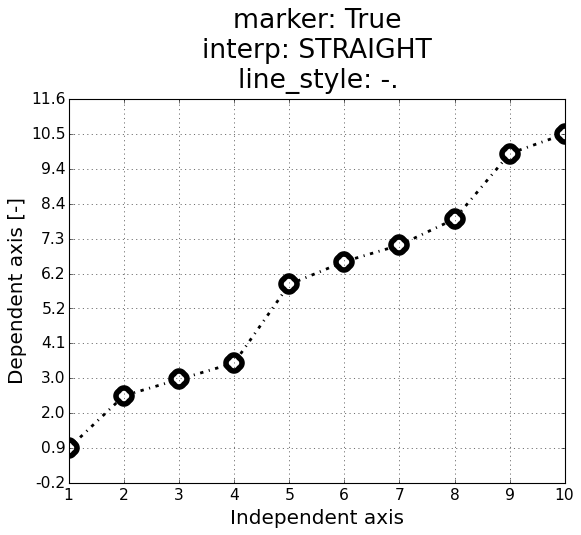 marker: True
interp: STRAIGHT
line_style: -.
11.6
10.5
9.4
8.4
7.3
6.2
5.2
4.1
3.0
2.0
0.9
-0.2
Dependent axis [-]
1 2 3 4 5 6 7 8 9 10
Independent axis